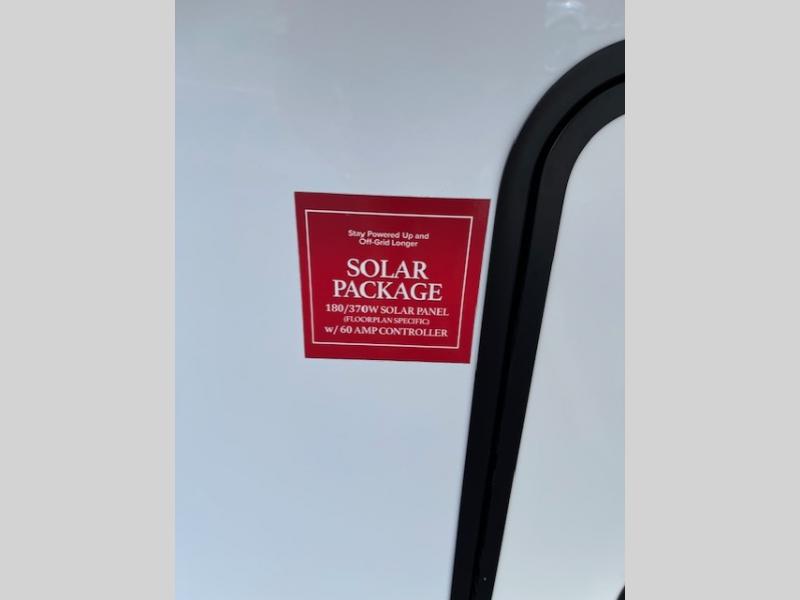 Stay Powered Up and
Off-Grid Longer
SOLAR
PACKAGE
180/370W SOLAR PANEL
(FLOORPLAN SPECIFIC)
w/ 60 AMP CONTROLLER